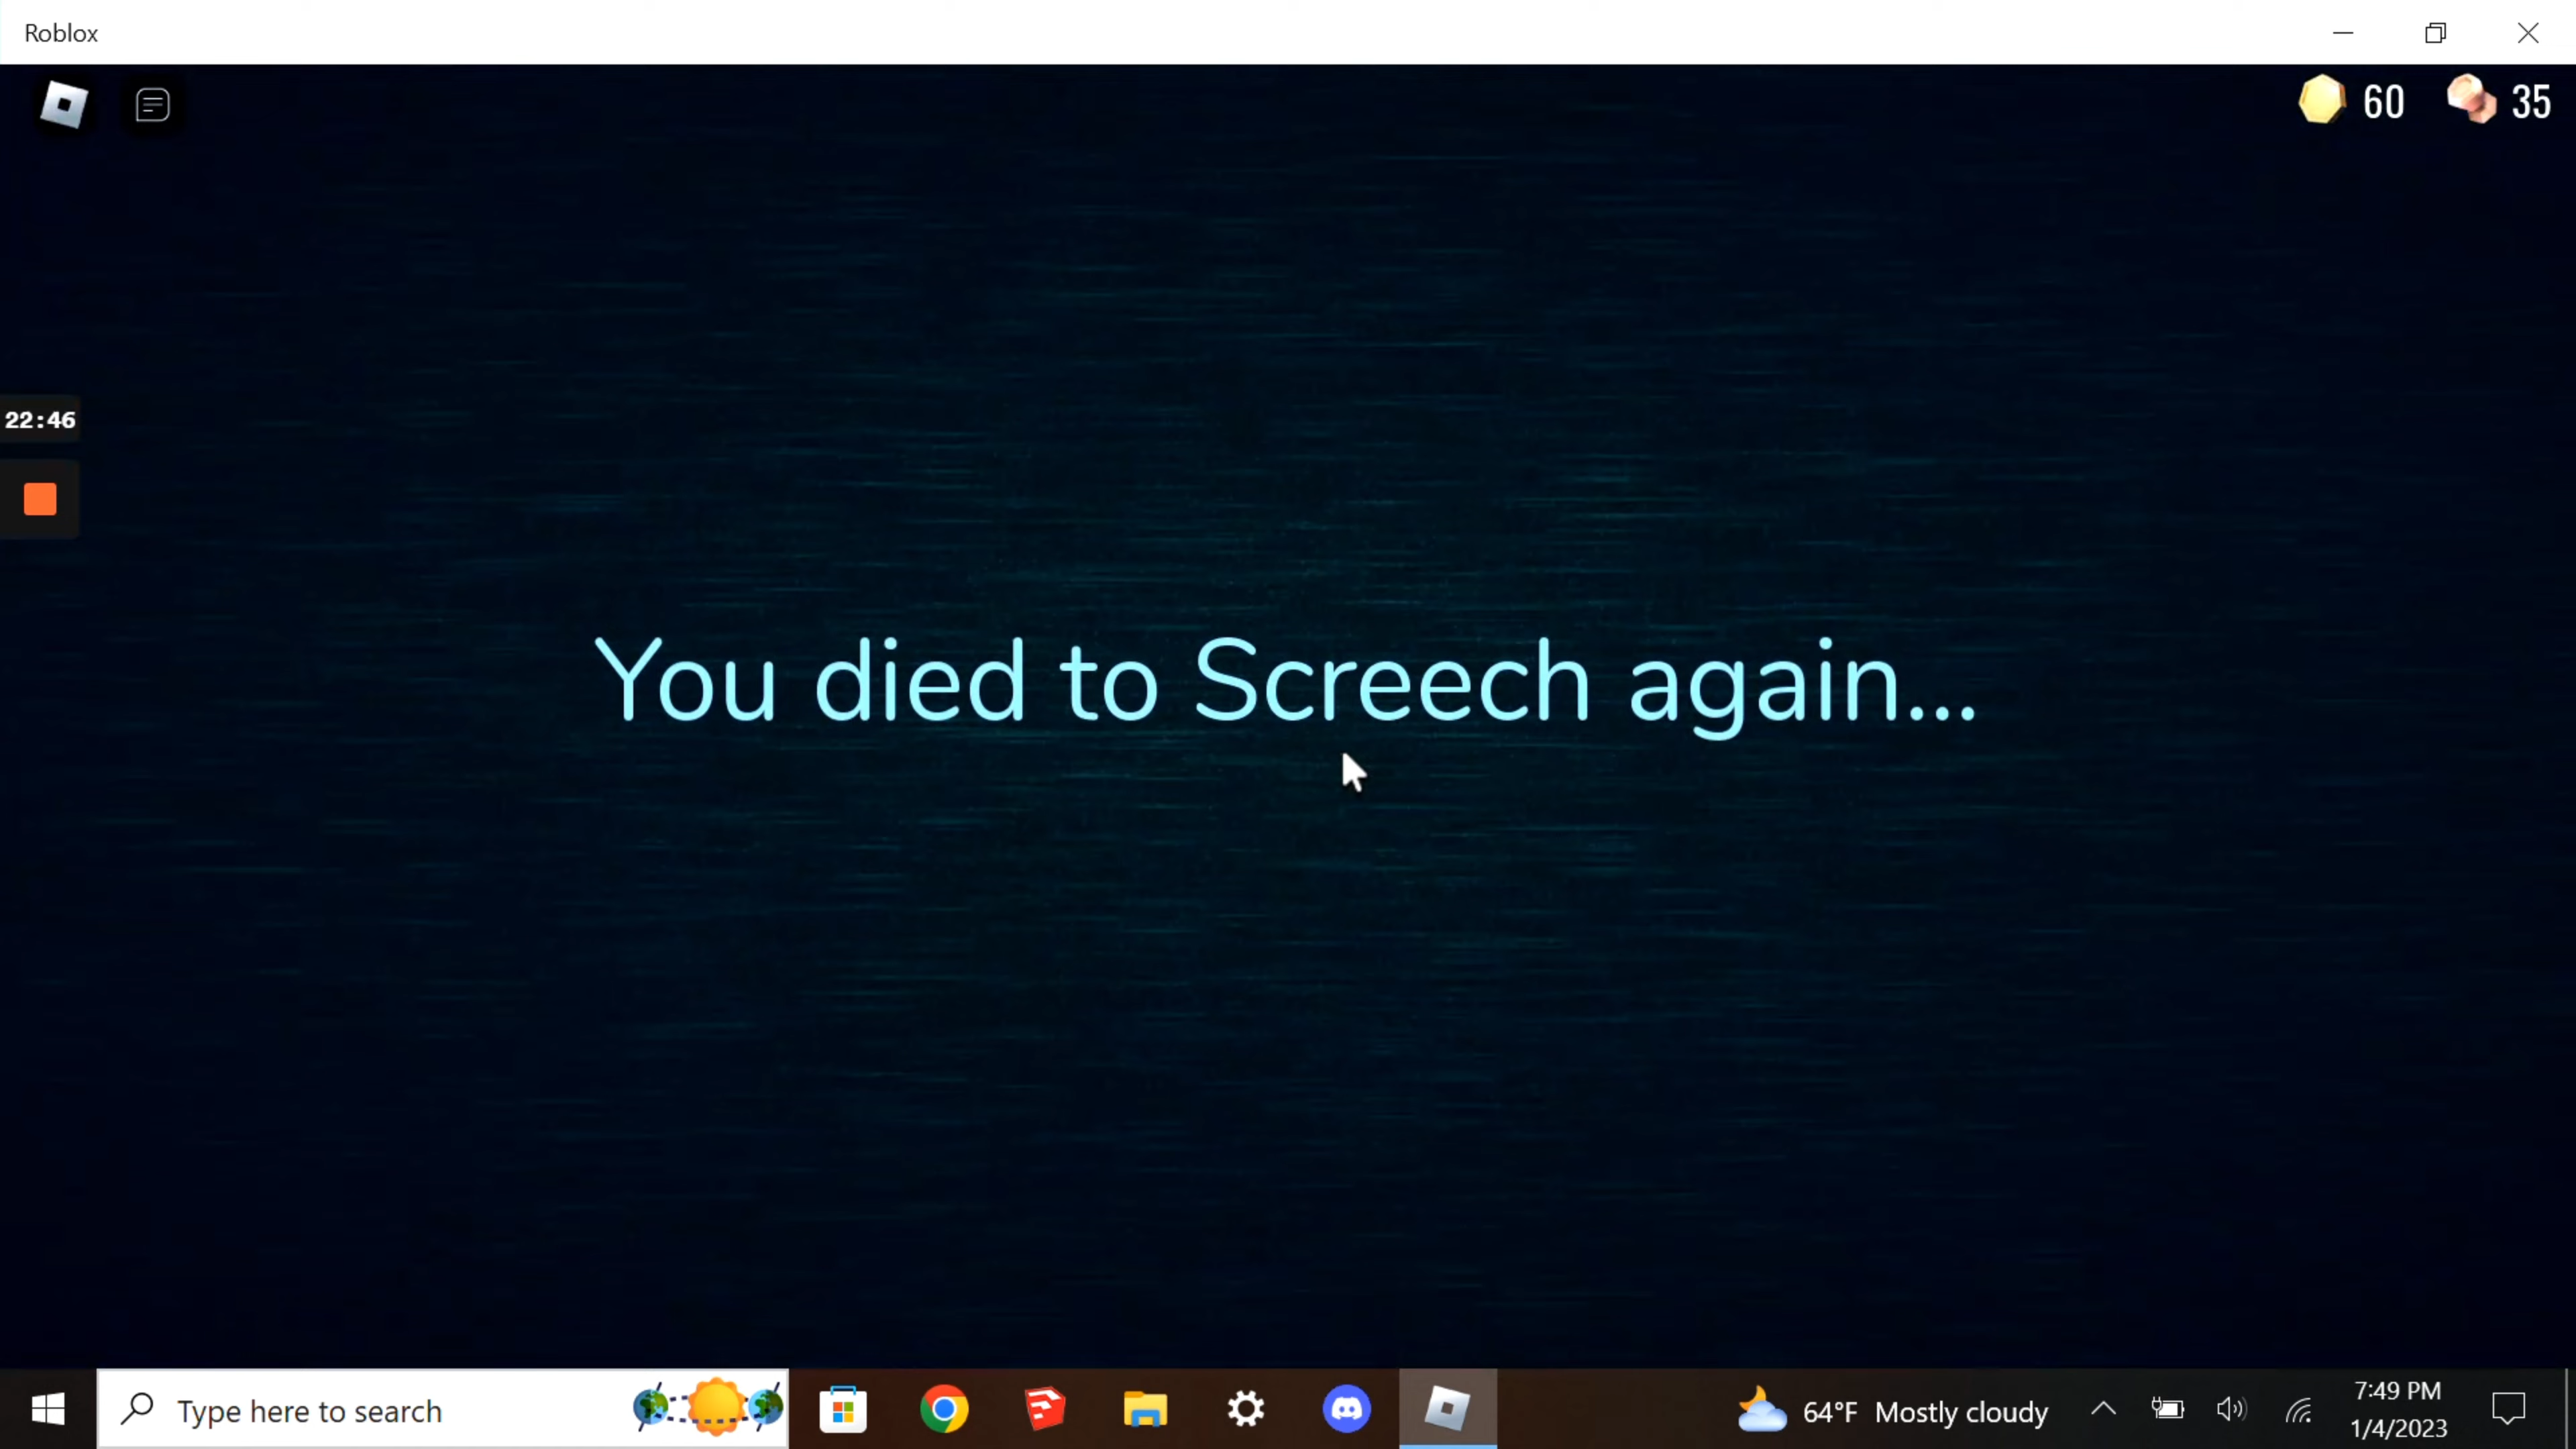 Roblox
60 35
22:46
You died to Screech again...
Type here to search
64°F Mostly cloudy
7:49 PM
1/4/2023